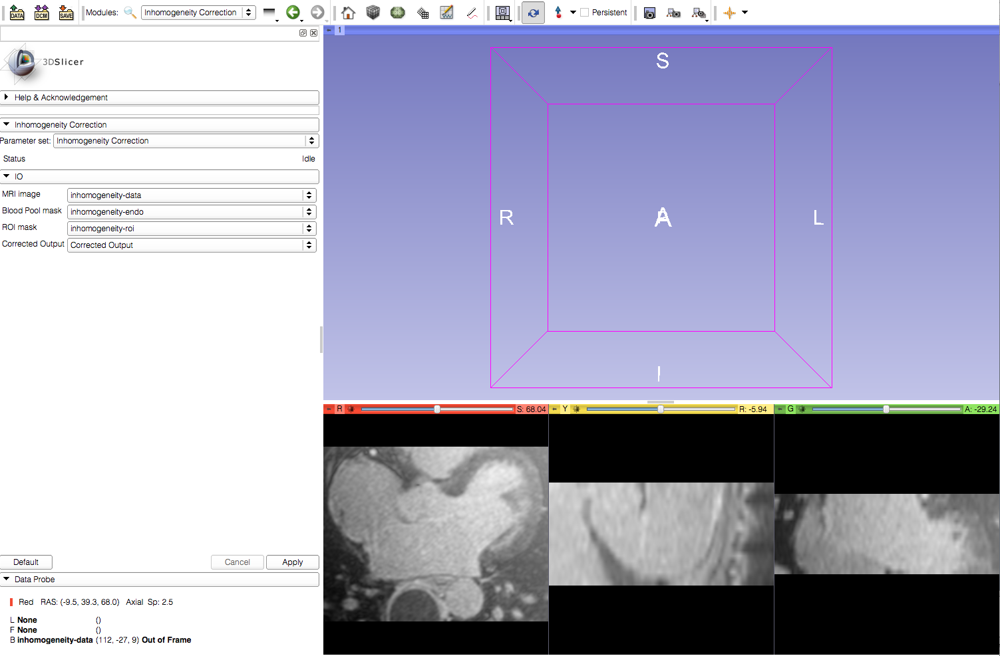 DATA DCM SAVE Modules: Inhomogeneity Correction Persistent
1
3DSlicer
Help & Acknowledgement
Inhomogeneity Correction
Parameter set: Inhomogeneity Correction
Status Idle
IO
MRI image inhomogeneity-data
Blood Pool mask inhomogeneity-endo
ROI mask inhomogeneity-roi
Corrected Output Corrected Output
Default Cancel Apply
Data Probe
Red RAS: (-9.5, 39.3, 68.0) Axial Sp: 2.5
L None ()
F None ()
B inhomogeneity-data (112, -27, 9) Out of Frame
S
R A L
I
R S: 68.04
Y R: -5.94
G A: -29.24